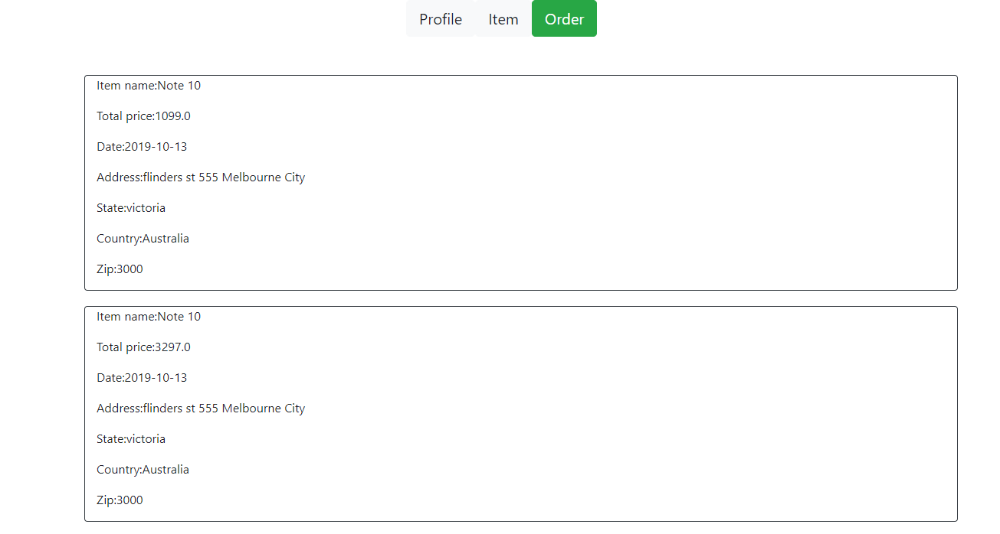 Profile Item Order
Item name:Note 10
Total price:1099.0
Date:2019-10-13
Address:flinders st 555 Melbourne City
State:victoria
Country:Australia
Zip:3000
Item name:Note 10
Total price:3297.0
Date:2019-10-13
Address:flinders st 555 Melbourne City
State:victoria
Country:Australia
Zip:3000